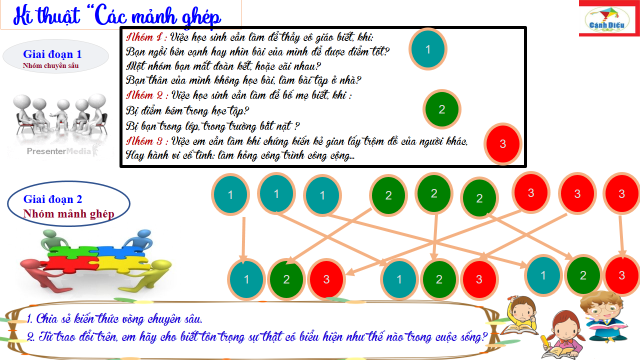 Kĩ thuật “Các mảnh ghép
Cánh Diều
Giai đoạn 1
Nhóm chuyên sâu
Nhóm 1 : Việc học sinh cần làm để thầy cô giáo biết, khi:
Bạn ngồi bên cạnh hay nhìn bài của mình để được điểm tốt?
Một nhóm bạn mất đoàn kết, hoặc cãi nhau?
Bạn thân của mình không học bài, làm bài tập ở nhà?
Nhóm 2 : Việc học sinh cần làm để bố mẹ biết, khi :
Bị điểm kém trong học tập?
Bị bạn trong lớp, trong trường bắt nạt ?
Nhóm 3 : Việc em cần làm khi chứng kiến kẻ gian lấy trộm đồ của người khác,
Hay hành vi cố tình: làm hỏng công trình công cộng...
1
2
3
PresenterMedia
Giai đoạn 2
Nhóm mảnh ghép
1 1 1 2 2 2 3 3 3
1 2 3 1 2 3 1 2 3
1. Chia sẻ kiến thức vòng chuyên sâu.
2. Từ trao đổi trên, em hãy cho biết tôn trọng sự thật có biểu hiện như thế nào trong cuộc sống?